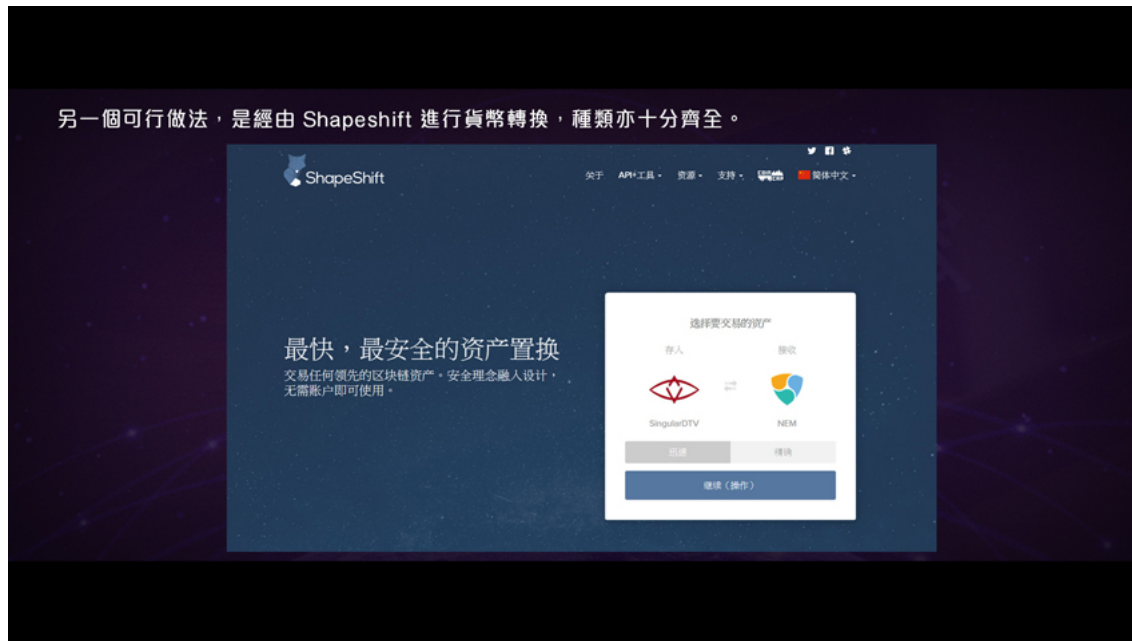 另一個可行做法，是經由 Shapeshift 進行貨幣轉換，種類亦十分齊全。
ShapeShift
关于 API+工具 资源 支持 简体中文
选择要交易的资产
存入 接收
最快，最安全的资产置换
交易任何领先的区块链资产。安全理念融入设计，
无需账户即可使用。
SingularDTV NEM
迅速 精确
继续（操作）